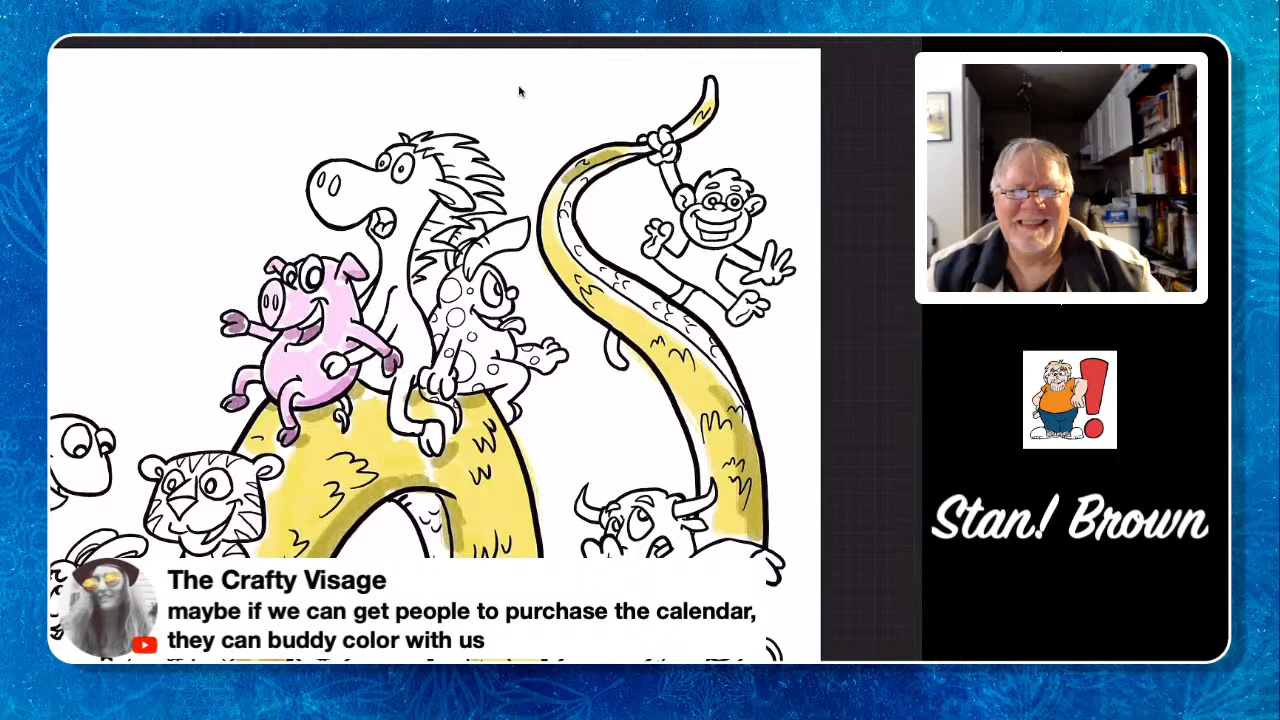 The Crafty Visage
maybe if we can get people to purchase the calendar,
they can buddy color with us
Stan! Brown